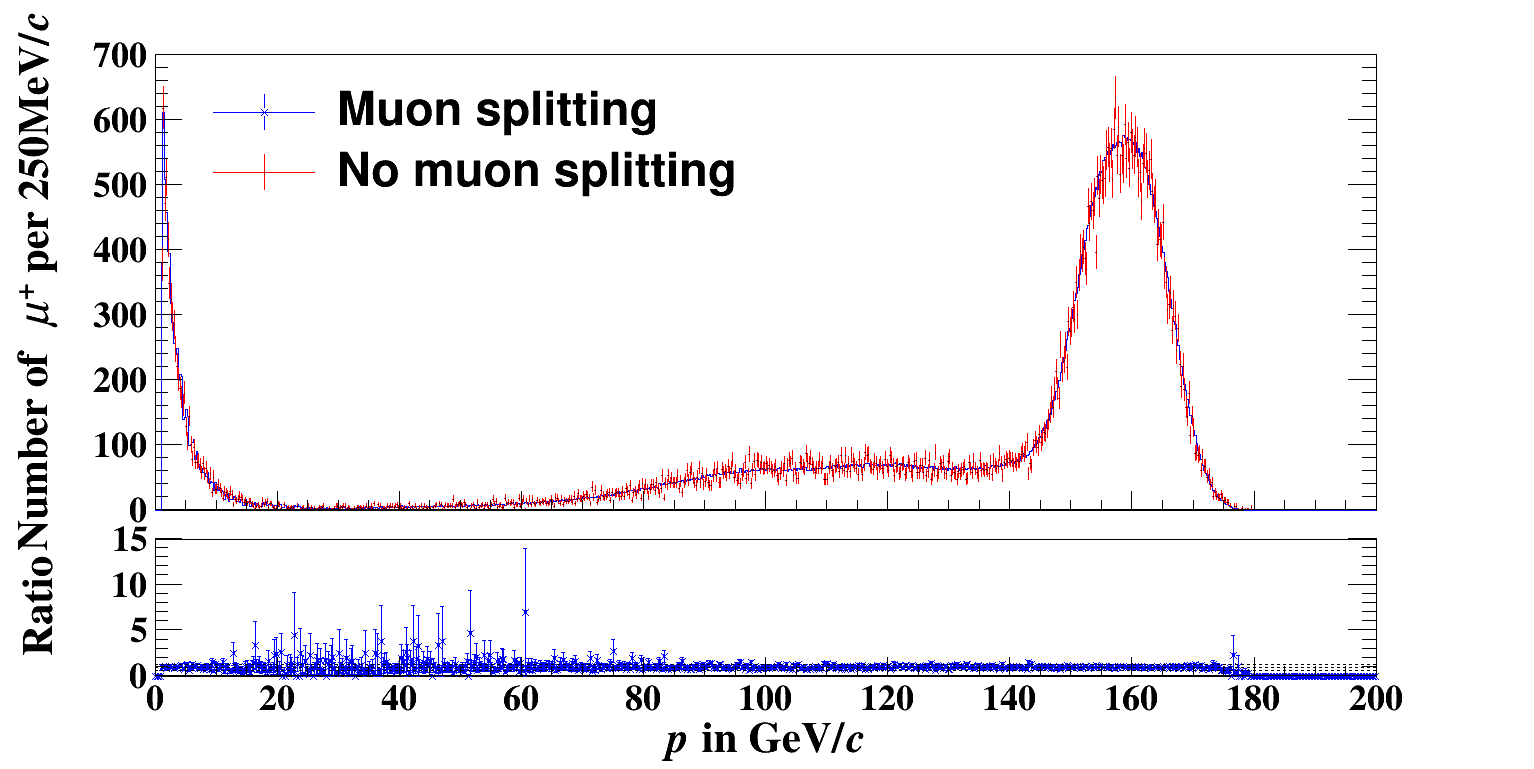 Number of μ+ per 250MeV/c
700
600
500
400
300
200
100
0
Muon splitting
No muon splitting
Ratio
15
10
5
0
0 20 40 60 80 100 120 140 160 180 200
p in GeV/c